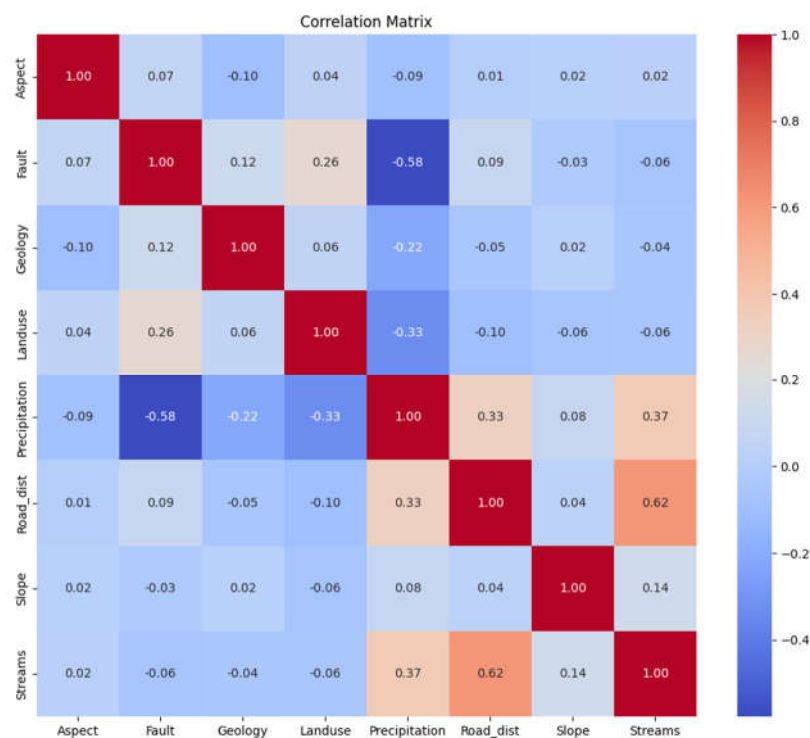 Correlation Matrix
Aspect 1.00 0.07 -0.10 0.04 -0.09 0.01 0.02 0.02
Fault 0.07 1.00 0.12 0.26 -0.58 0.09 -0.03 -0.06
Geology -0.10 0.12 1.00 0.06 -0.22 -0.05 0.02 -0.04
Landuse 0.04 0.26 0.06 1.00 -0.33 -0.10 -0.06 -0.06
Precipitation -0.09 -0.58 -0.22 -0.33 1.00 0.33 0.08 0.37
Road_dist 0.01 0.09 -0.05 -0.10 0.33 1.00 0.04 0.62
Slope 0.02 -0.03 0.02 -0.06 0.08 0.04 1.00 0.14
Streams 0.02 -0.06 -0.04 -0.06 0.37 0.62 0.14 1.00
Aspect Fault Geology Landuse Precipitation Road_dist Slope Streams
1.0
0.8
0.6
0.4
0.2
0.0
−0.2
−0.4